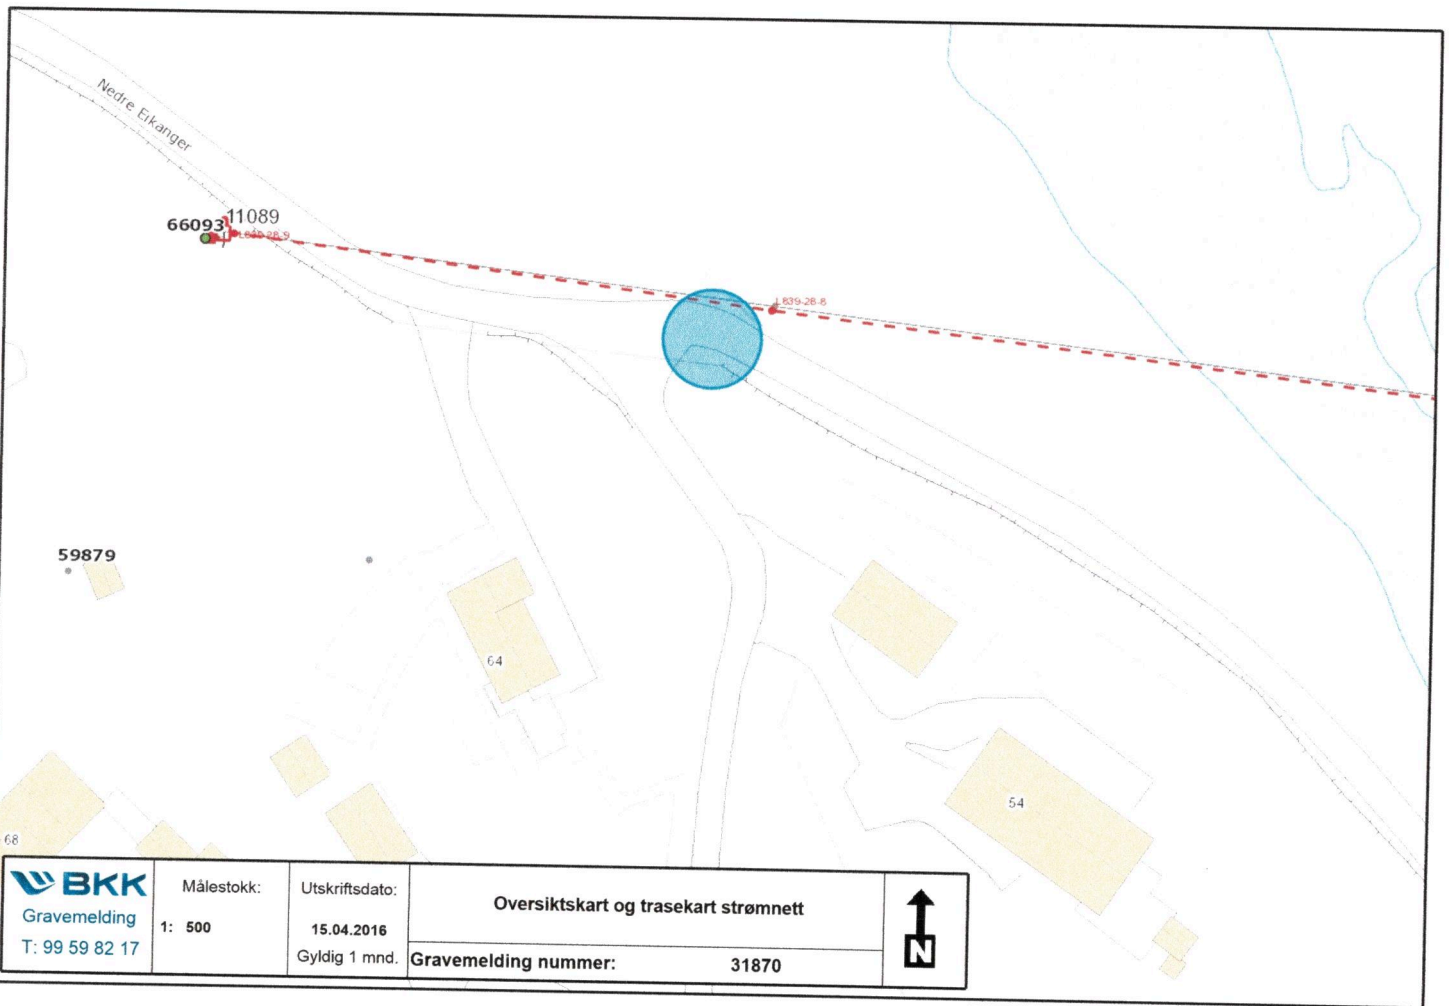 Nedre Eikanger
11089
66093
L839-28-9
L839-28-8
59879
64
54
68
BKK
Gravemelding
T: 99 59 82 17
Målestokk:
1: 500
Utskriftsdato:
15.04.2016
Gyldig 1 mnd.
Oversiktskart og trasekart strømnett
Gravemelding nummer: 31870
N